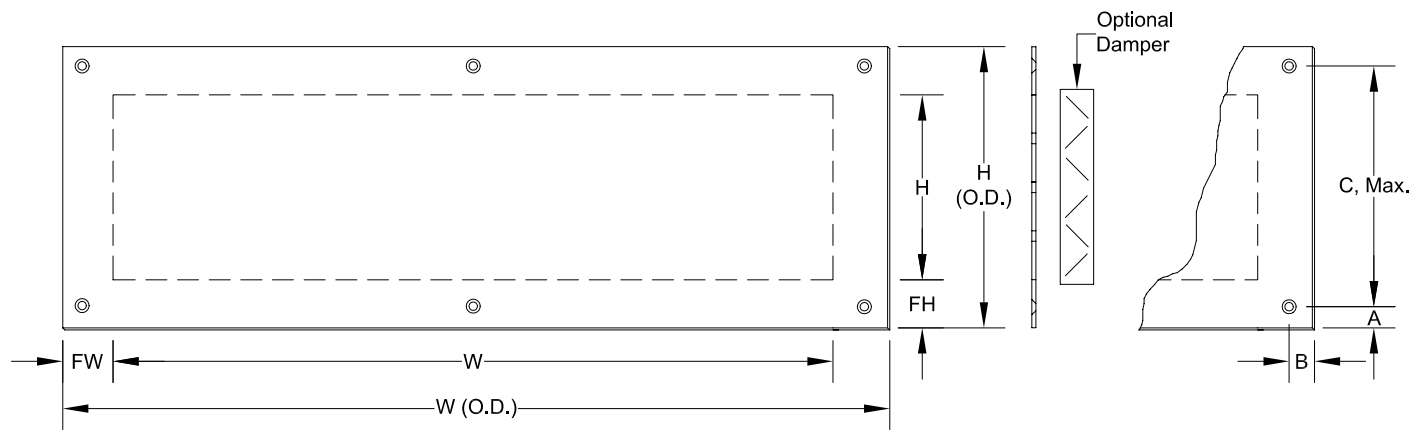 Optional
Damper
H
H
(O.D.)
C, Max.
FH
A
FW
W
B
W (O.D.)